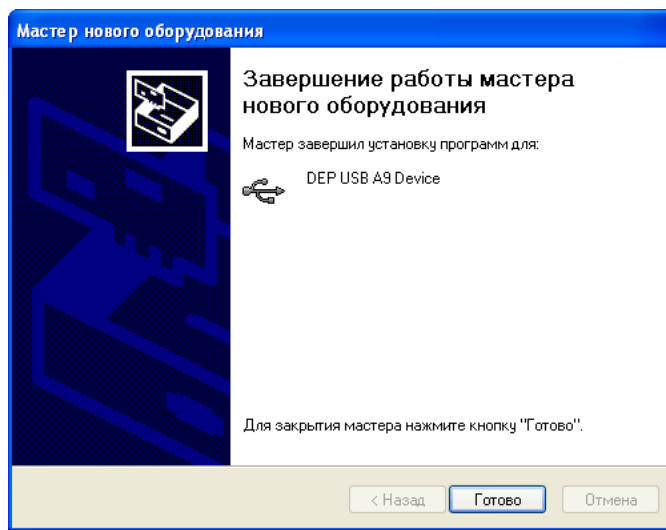 Мастер нового оборудования
Завершение работы мастера
нового оборудования
Мастер завершил установку программ для:
DEP USB A9 Device
Для закрытия мастера нажмите кнопку "Готово".
< Назад
Готово
Отмена